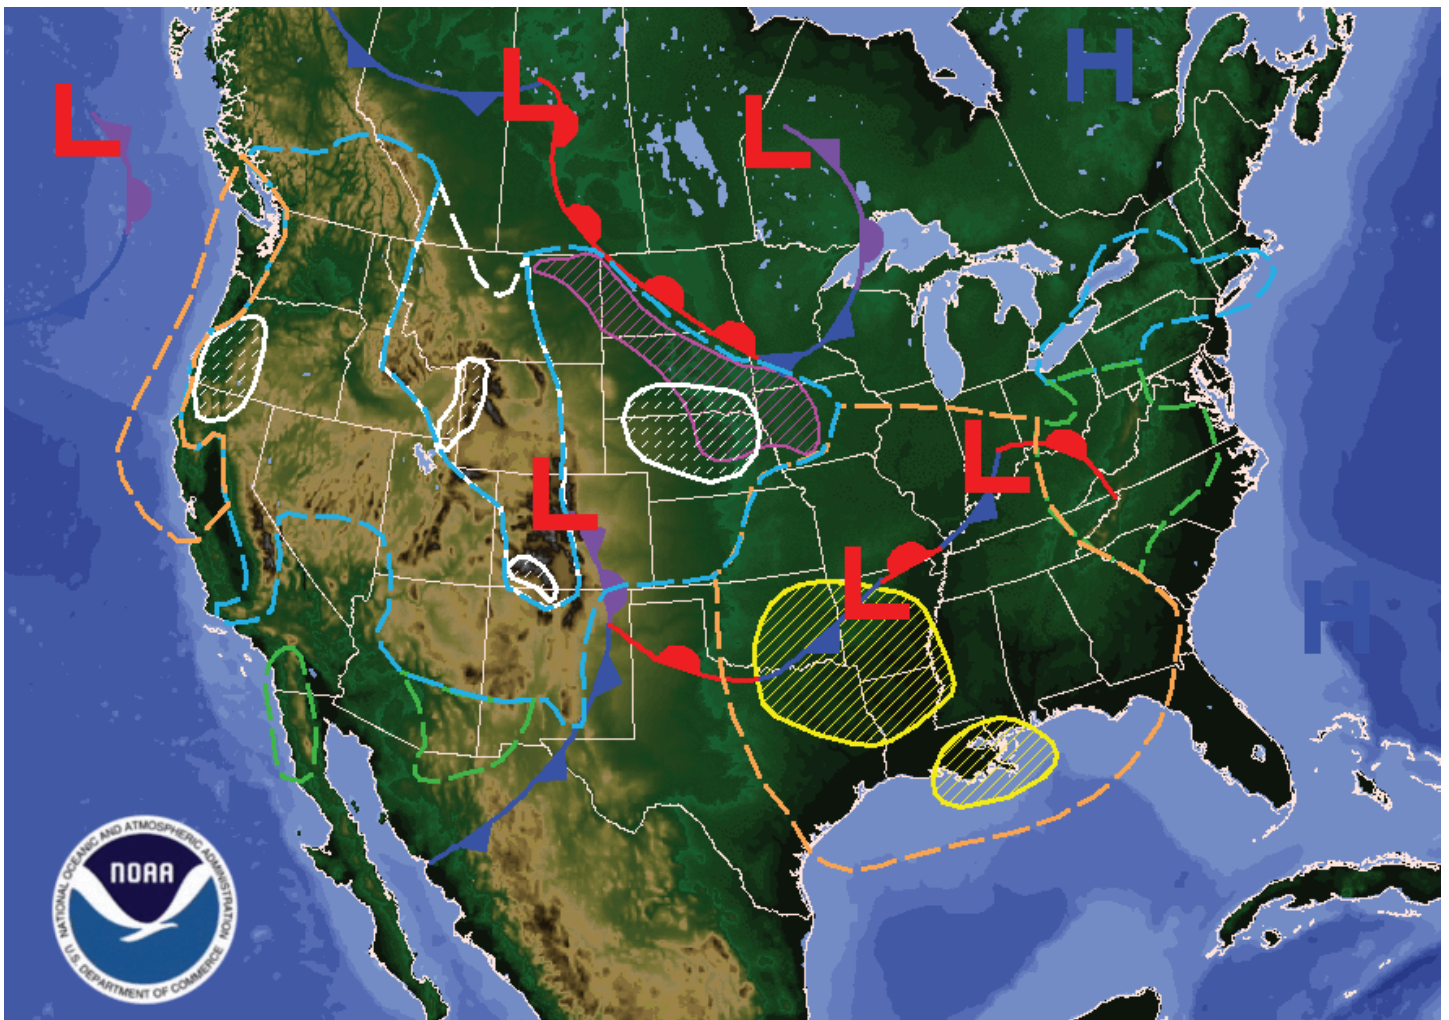 L
L
L
H
L
L
L
H
NATIONAL OCEANIC AND ATMOSPHERIC ADMINISTRATION
NOAA
U.S. DEPARTMENT OF COMMERCE